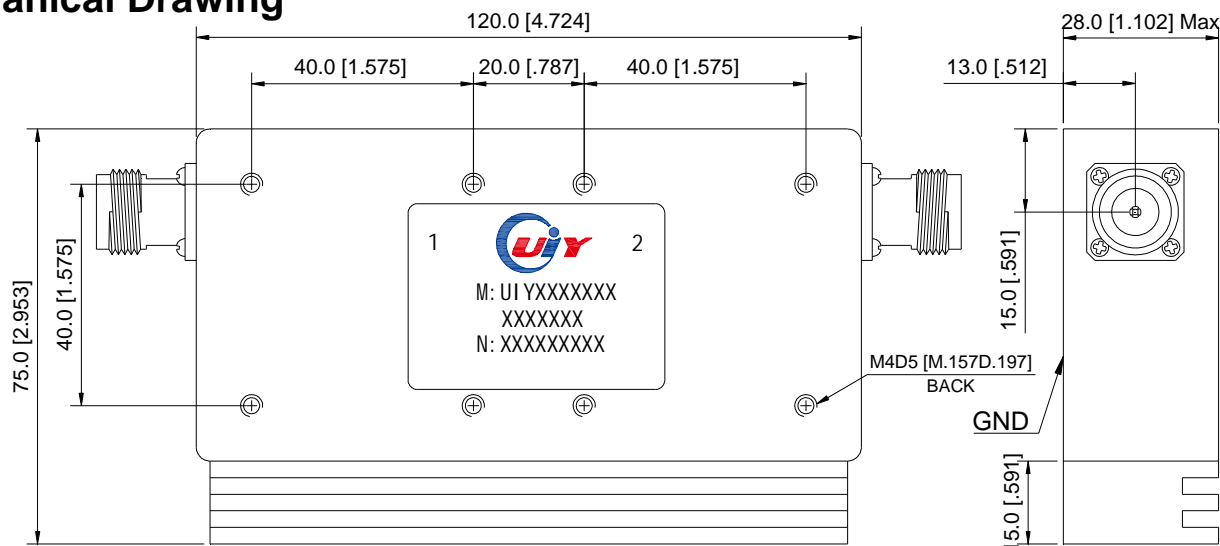 anical Drawing
120.0 [4.724]
28.0 [1.102] Max
40.0 [1.575]
20.0 [.787]
40.0 [1.575]
13.0 [.512]
75.0 [2.953]
40.0 [1.575]
1
UiY
2
M: UIYXXXXXXX
XXXXXXX
N: XXXXXXXXX
15.0 [.591]
M4D5 [M.157D.197]
BACK
GND
15.0 [.591]